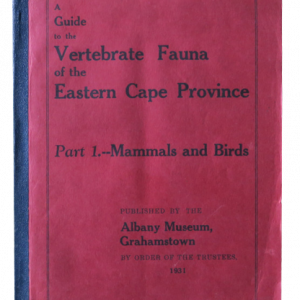 A
Guide
to the
Vertebrate Fauna
of the
Eastern Cape Province
Part 1.--Mammals and Birds
PUBLISHED BY THE
Albany Museum,
Grahamstown
BY ORDER OF THE TRUSTEES.
1931